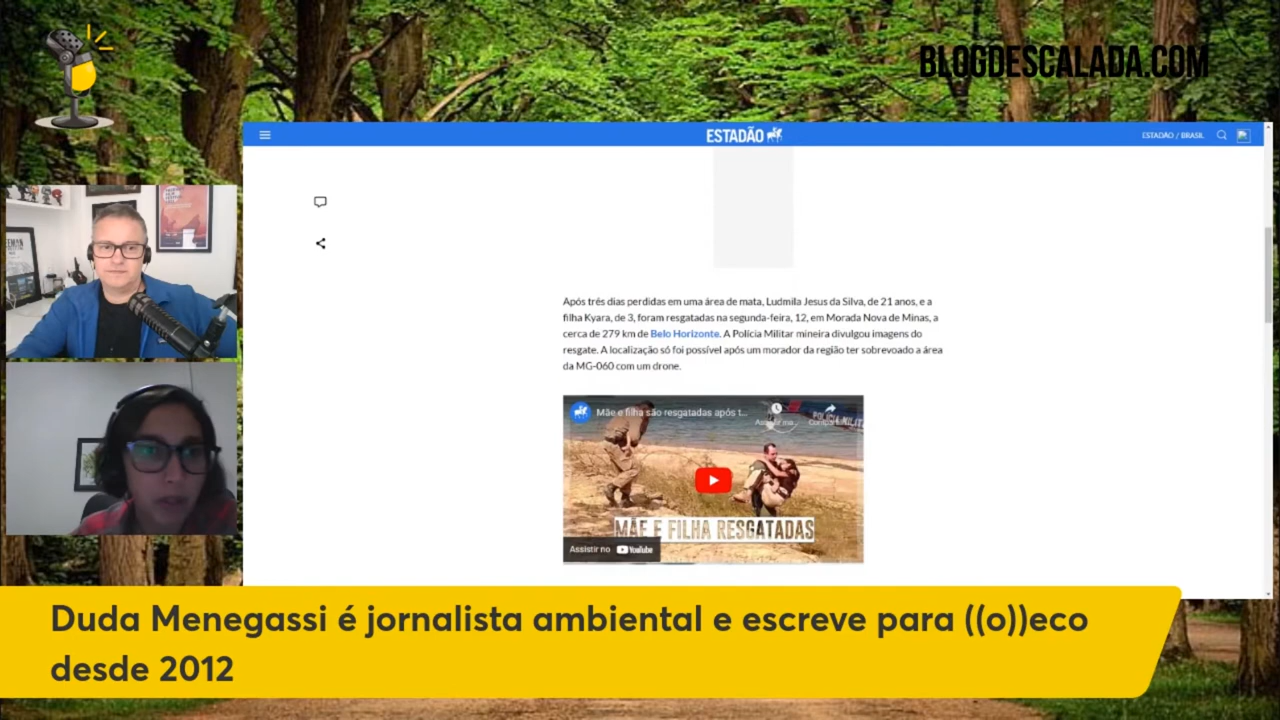 BLOGDESCALADA.COM
ESTADÃO
ESTADÃO / BRASIL
Após três dias perdidas em uma área de mata, Ludmila Jesus da Silva, de 21 anos, e a
filha Kyara, de 3, foram resgatadas na segunda-feira, 12, em Morada Nova de Minas, a
cerca de 279 km de Belo Horizonte. A Polícia Militar mineira divulgou imagens do
resgate. A localização só foi possível após um morador da região ter sobrevoado a área
da MG-060 com um drone.
Mãe e filha são resgatadas após t...
MÃE E FILHA RESGATADAS
Assistir no YouTube
Duda Menegassi é jornalista ambiental e escreve para ((o))eco
desde 2012